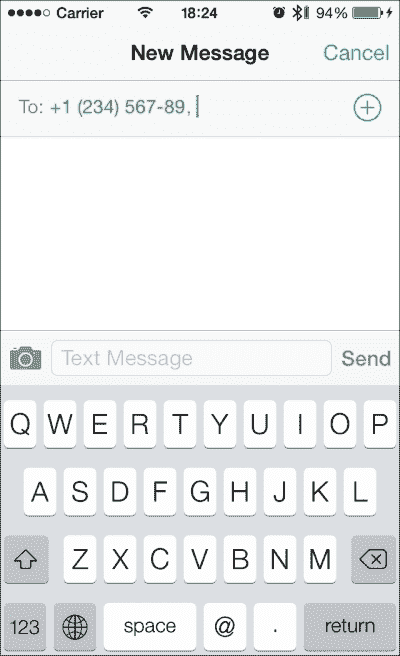 Carrier 18:24 94%
New Message Cancel
To: +1 (234) 567-89,
Text Message Send
Q W E R T Y U I O P
A S D F G H J K L
Z X C V B N M
123 space @ . return